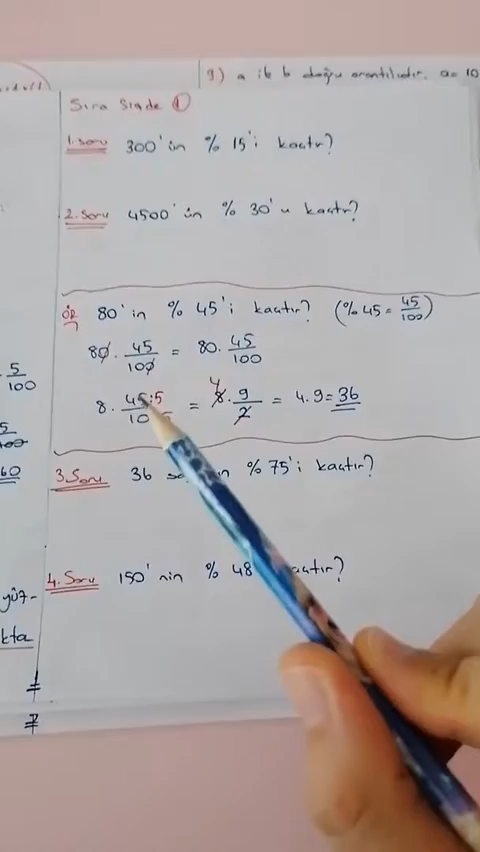 9) a ile b doğru orantılıdır. a = 10
Sıra Sizde 1
1. soru 300'ün % 15'i kaçtır?
2. Soru 4500'ün % 30'u kaçtır?
ÖR 80'in % 45'i kaçtır? (%45 = 45/100)
80 . 45/100 = 80 . 45/100
8 . 45:5/10 = 8 . 9/2 = 4.9 = 36
3. Soru 36 % 75'i kaçtır?
4. Soru 150'nin % 48 kaçtır?
5/100
60
yüz-
kta